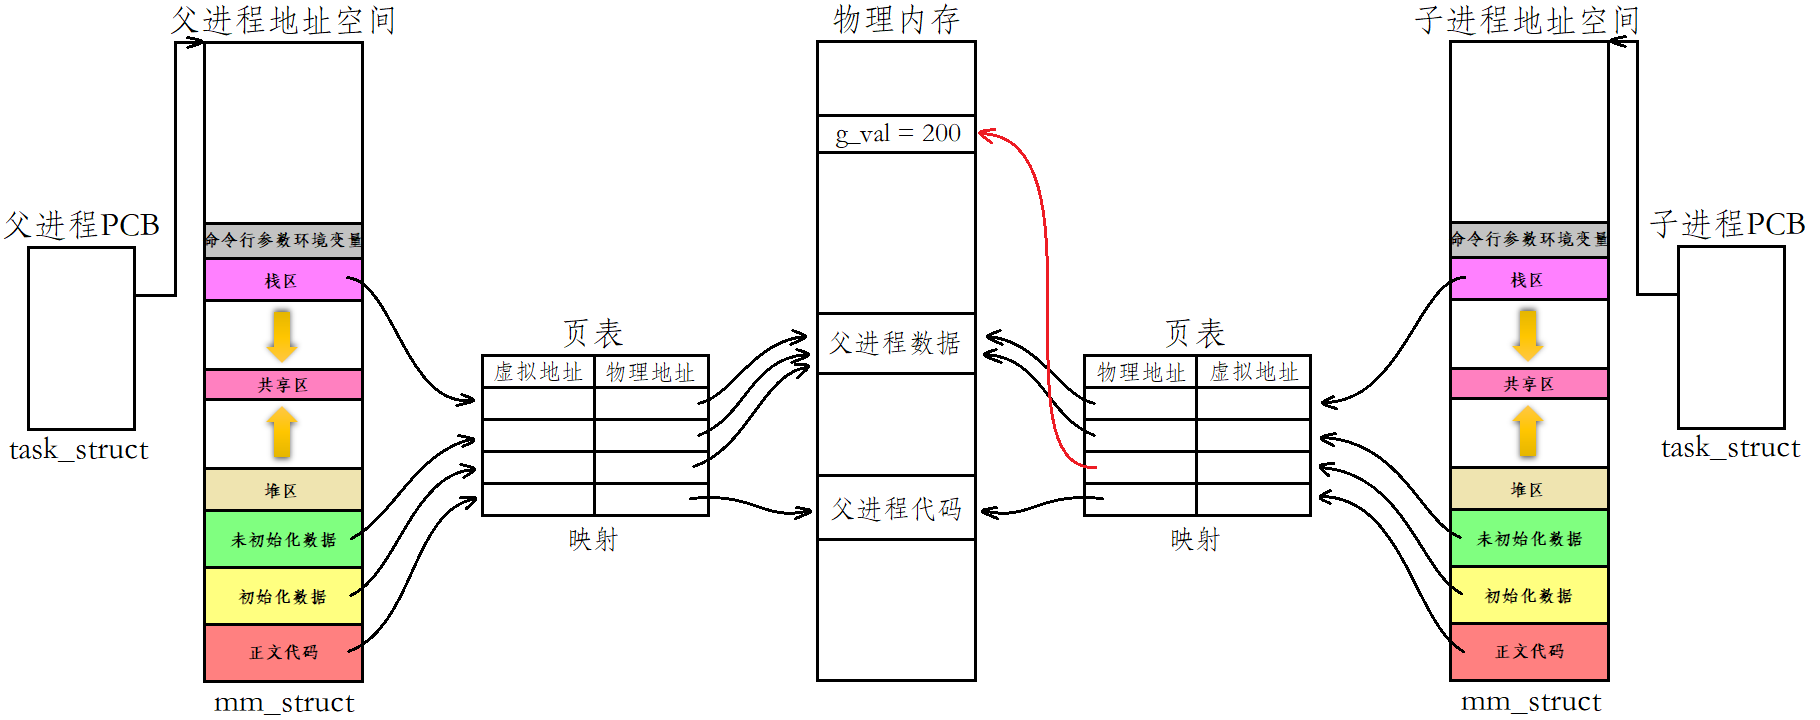 父进程地址空间
物理内存
子进程地址空间
g_val = 200
父进程PCB
task_struct
命令行参数环境变量
栈区
共享区
堆区
未初始化数据
初始化数据
正文代码
mm_struct
页表
虚拟地址 物理地址
映射
父进程数据
父进程代码
页表
物理地址 虚拟地址
映射
命令行参数环境变量
栈区
共享区
堆区
未初始化数据
初始化数据
正文代码
mm_struct
子进程PCB
task_struct